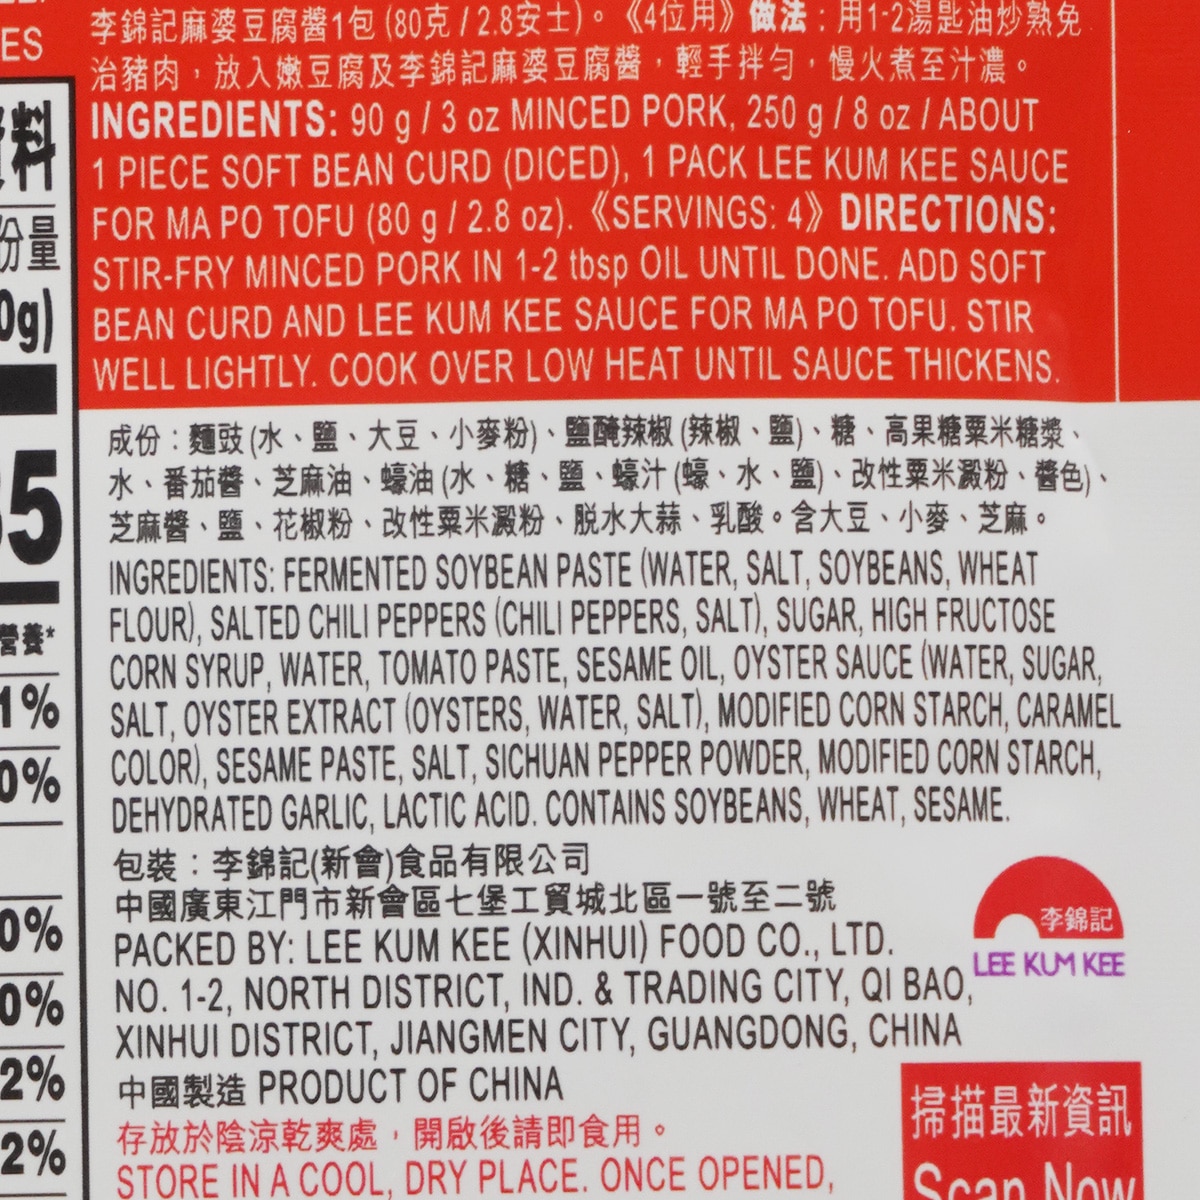 ES
李錦記麻婆豆腐醬1包 (80克 / 2.8安士)。《4位用》做法：用1-2湯匙油炒熟免
治豬肉，放入嫩豆腐及李錦記麻婆豆腐醬，輕手拌勻，慢火煮至汁濃。
INGREDIENTS: 90 g / 3 oz MINCED PORK, 250 g / 8 oz / ABOUT
1 PIECE SOFT BEAN CURD (DICED), 1 PACK LEE KUM KEE SAUCE
FOR MA PO TOFU (80 g / 2.8 oz).《SERVINGS: 4》DIRECTIONS:
STIR-FRY MINCED PORK IN 1-2 tbsp OIL UNTIL DONE. ADD SOFT
BEAN CURD AND LEE KUM KEE SAUCE FOR MA PO TOFU. STIR
WELL LIGHTLY. COOK OVER LOW HEAT UNTIL SAUCE THICKENS.
料
份量
0g)
35
營養*
1%
0%
0%
0%
2%
2%
成份：麵豉 (水、鹽、大豆、小麥粉)、鹽醃辣椒 (辣椒、鹽)、糖、高果糖粟米糖漿、
水、番茄醬、芝麻油、蠔油 (水、糖、鹽、蠔汁 (蠔、水、鹽)、改性粟米澱粉、醬色)、
芝麻醬、鹽、花椒粉、改性粟米澱粉、脫水大蒜、乳酸。含大豆、小麥、芝麻。
INGREDIENTS: FERMENTED SOYBEAN PASTE (WATER, SALT, SOYBEANS, WHEAT
FLOUR), SALTED CHILI PEPPERS (CHILI PEPPERS, SALT), SUGAR, HIGH FRUCTOSE
CORN SYRUP, WATER, TOMATO PASTE, SESAME OIL, OYSTER SAUCE (WATER, SUGAR,
SALT, OYSTER EXTRACT (OYSTERS, WATER, SALT), MODIFIED CORN STARCH, CARAMEL
COLOR), SESAME PASTE, SALT, SICHUAN PEPPER POWDER, MODIFIED CORN STARCH,
DEHYDRATED GARLIC, LACTIC ACID. CONTAINS SOYBEANS, WHEAT, SESAME.
包裝：李錦記(新會)食品有限公司
中國廣東江門市新會區七堡工貿城北區一號至二號
PACKED BY: LEE KUM KEE (XINHUI) FOOD CO., LTD.
NO. 1-2, NORTH DISTRICT, IND. & TRADING CITY, QI BAO,
XINHUI DISTRICT, JIANGMEN CITY, GUANGDONG, CHINA
中國製造 PRODUCT OF CHINA
存放於陰涼乾爽處，開啟後請即食用。
STORE IN A COOL, DRY PLACE. ONCE OPENED,
李錦記
LEE KUM KEE
掃描最新資訊
Scan Now